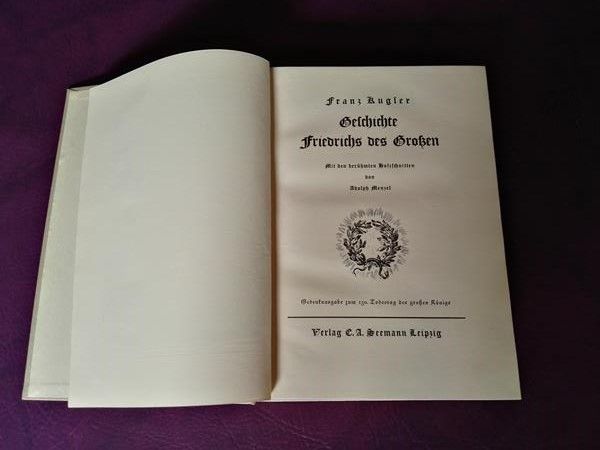 Franz Kugler
Geschichte
Friedrichs des Großen
Mit den berühmten Holzschnitten
von
Adolph Menzel
Gedenkausgabe zum 150. Todestag des großen Königs
Verlag E. A. Seemann Leipzig